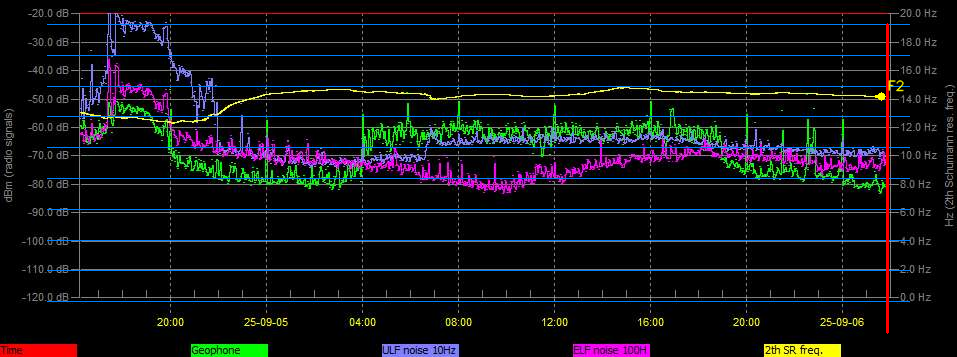 -20.0 dB 20.0 Hz
-30.0 dB 18.0 Hz
-40.0 dB 16.0 Hz
F2
-50.0 dB 14.0 Hz
-60.0 dB 12.0 Hz
-70.0 dB 10.0 Hz
-80.0 dB 8.0 Hz
-90.0 dB 6.0 Hz
-100.0 dB 4.0 Hz
-110.0 dB 2.0 Hz
-120.0 dB 0.0 Hz
dBm (radio signals)
Hz (2th Schumann res. freq.)
20:00 25-09-05 04:00 08:00 12:00 16:00 20:00 25-09-06
Time Geophone ULF noise 10Hz ELF noise 100H 2th SR freq.